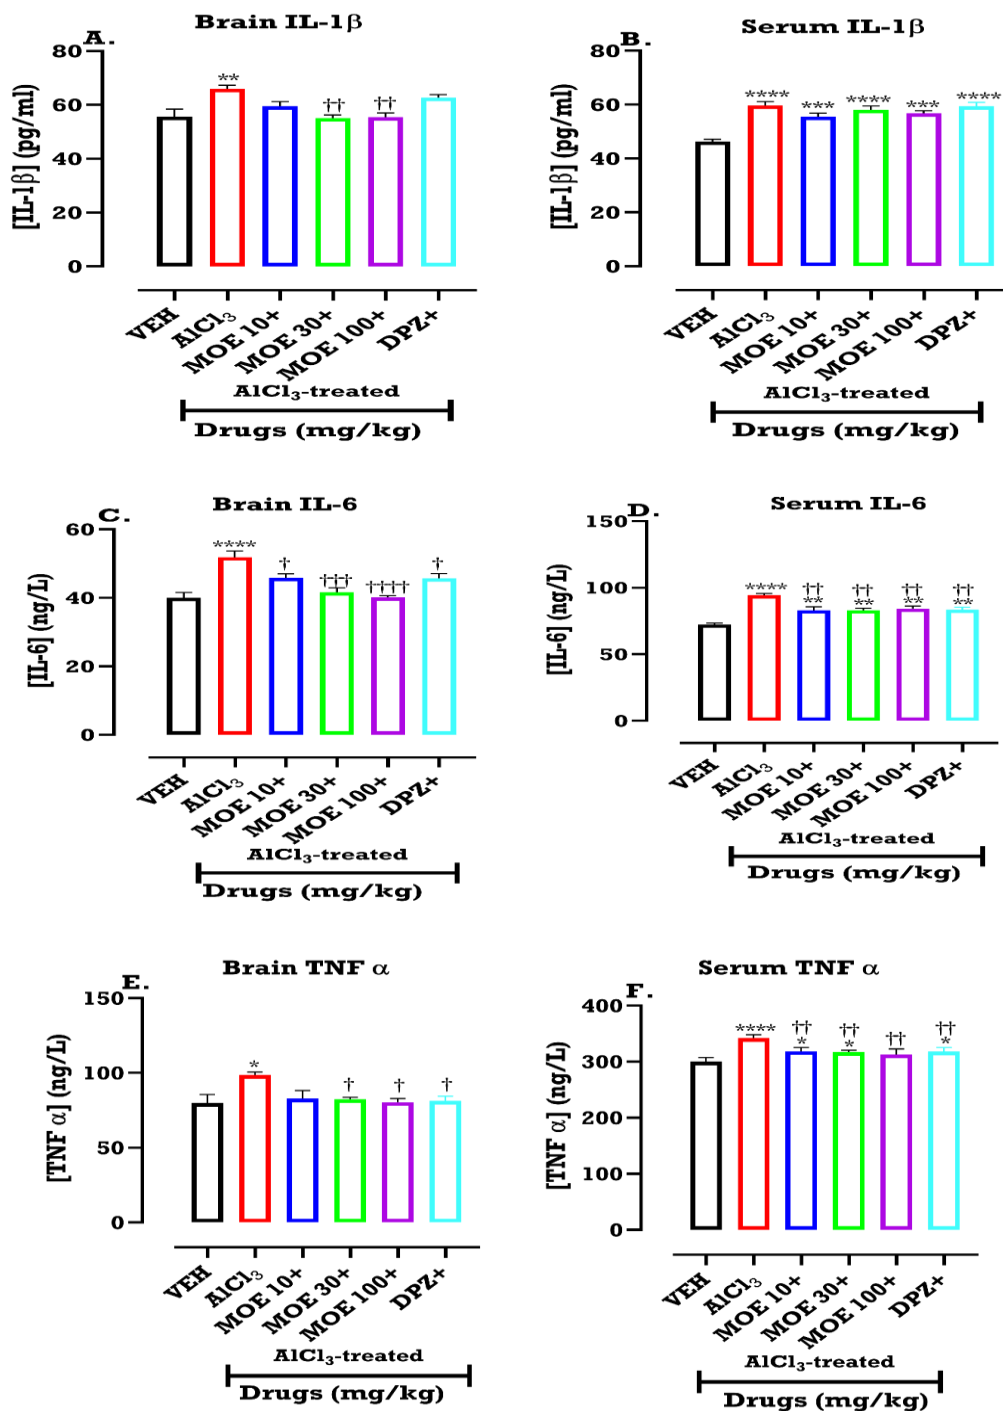 Brain IL-1β
A.
[IL-1β] (pg/ml)
80
60
40
20
0
**
††
††
VEH
AlCl₃
MOE 10+
MOE 30+
MOE 100+
DPZ+
AlCl₃-treated
Drugs (mg/kg)
Serum IL-1β
B.
[IL-1β] (pg/ml)
80
60
40
20
0
****
***
****
***
****
VEH
AlCl₃
MOE 10+
MOE 30+
MOE 100+
DPZ+
AlCl₃-treated
Drugs (mg/kg)
Brain IL-6
C.
[IL-6] (ng/L)
60
40
20
0
****
†
†††
††††
†
VEH
AlCl₃
MOE 10+
MOE 30+
MOE 100+
DPZ+
AlCl₃-treated
Drugs (mg/kg)
Serum IL-6
D.
[IL-6] (ng/L)
150
100
50
0
****
††
**
††
**
††
**
††
**
VEH
AlCl₃
MOE 10+
MOE 30+
MOE 100+
DPZ+
AlCl₃-treated
Drugs (mg/kg)
Brain TNF α
E.
[TNF α] (ng/L)
150
100
50
0
*
†
†
†
VEH
AlCl₃
MOE 10+
MOE 30+
MOE 100+
DPZ+
AlCl₃-treated
Drugs (mg/kg)
Serum TNF α
F.
[TNF α] (ng/L)
400
300
200
100
0
****
††
*
††
*
††
††
*
VEH
AlCl₃
MOE 10+
MOE 30+
MOE 100+
DPZ+
AlCl₃-treated
Drugs (mg/kg)